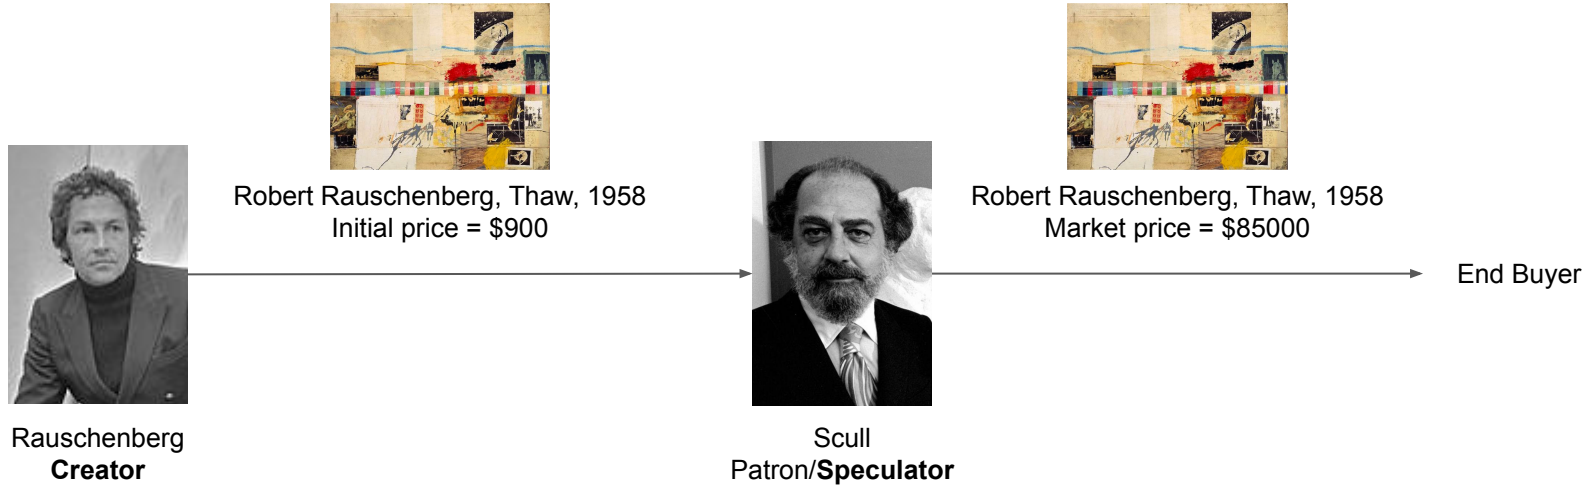 Robert Rauschenberg, Thaw, 1958
Initial price = $900
Robert Rauschenberg, Thaw, 1958
Market price = $85000
End Buyer
Rauschenberg
Creator
Scull
Patron/Speculator